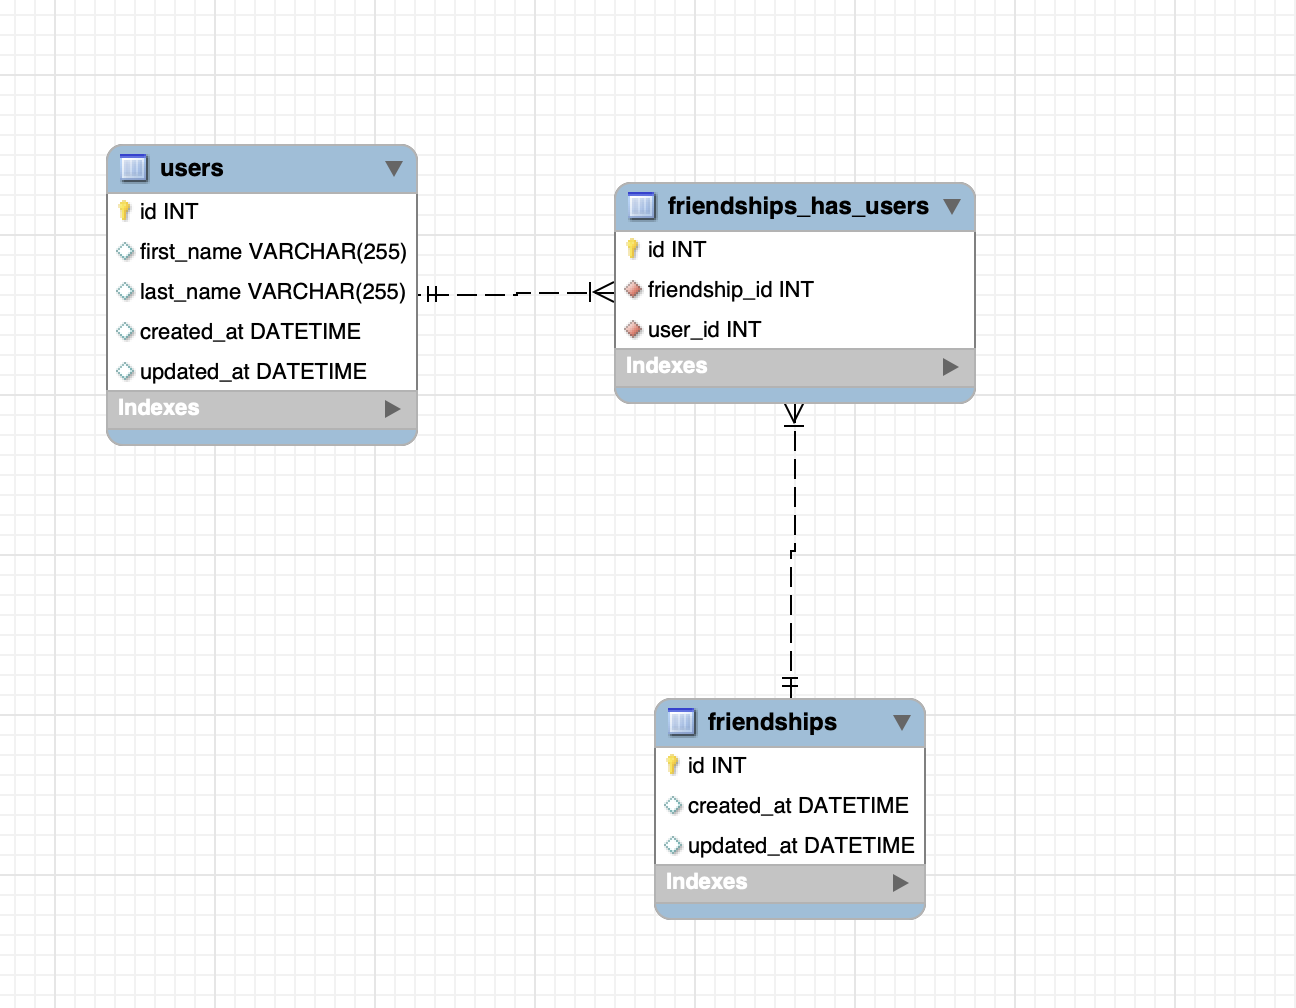 users
id INT
first_name VARCHAR(255)
last_name VARCHAR(255)
created_at DATETIME
updated_at DATETIME
Indexes
friendships_has_users
id INT
friendship_id INT
user_id INT
Indexes
friendships
id INT
created_at DATETIME
updated_at DATETIME
Indexes